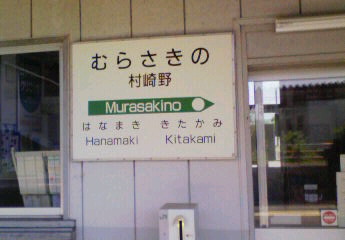 むらさきの
村崎野
Murasakino
はなまき きたかみ
Hanamaki Kitakami